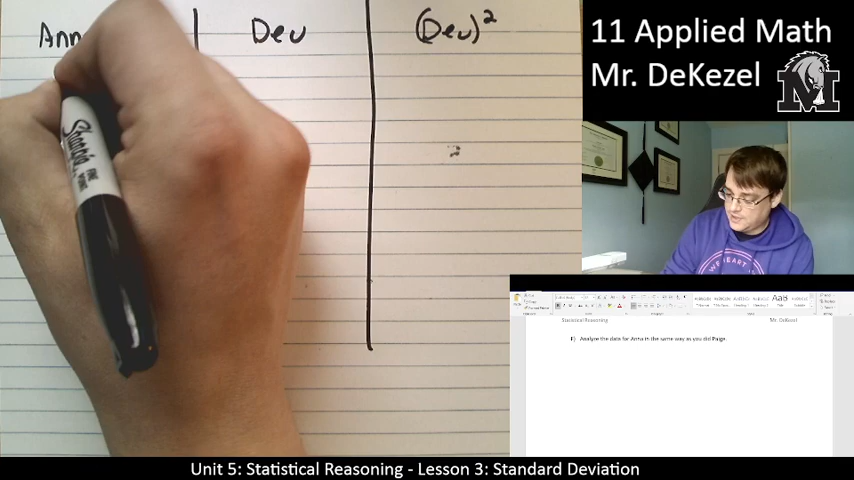 Ann
Dev
(Dev)²
Sharpie
11 Applied Math
Mr. DeKezel
M
Statistical Reasoning
Mr. DeKezel
F) Analyze the data for Anna in the same way as you did Paige.
Unit 5: Statistical Reasoning - Lesson 3: Standard Deviation